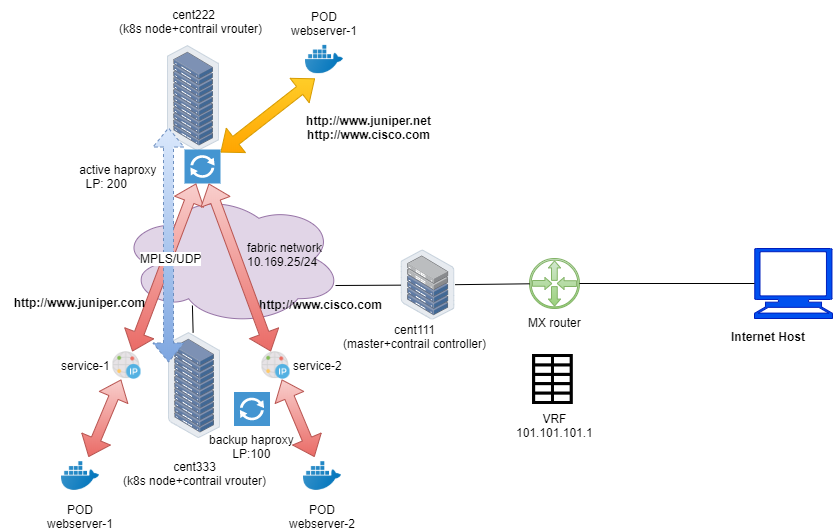 cent222
(k8s node+contrail vrouter)
POD
webserver-1
http://www.juniper.net
http://www.cisco.com
active haproxy
LP: 200
fabric network
10.169.25/24
MPLS/UDP
http://www.juniper.com
http://www.cisco.com
cent111
(master+contrail controller)
MX router
Internet Host
service-1
IP
service-2
IP
VRF
101.101.101.1
backup haproxy
LP:100
cent333
(k8s node+contrail vrouter)
POD
webserver-1
POD
webserver-2